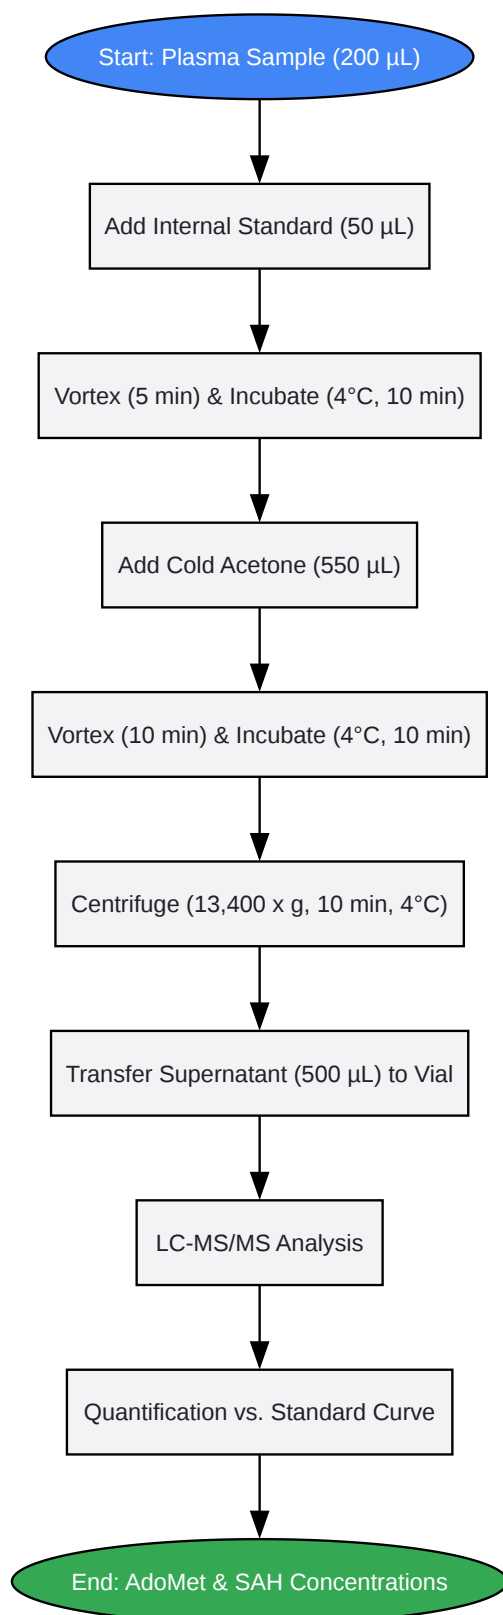 Start: Plasma Sample (200 µL)
Add Internal Standard (50 µL)
Vortex (5 min) & Incubate (4°C, 10 min)
Add Cold Acetone (550 µL)
Vortex (10 min) & Incubate (4°C, 10 min)
Centrifuge (13,400 x g, 10 min, 4°C)
Transfer Supernatant (500 µL) to Vial
LC-MS/MS Analysis
Quantification vs. Standard Curve
End: AdoMet & SAH Concentrations